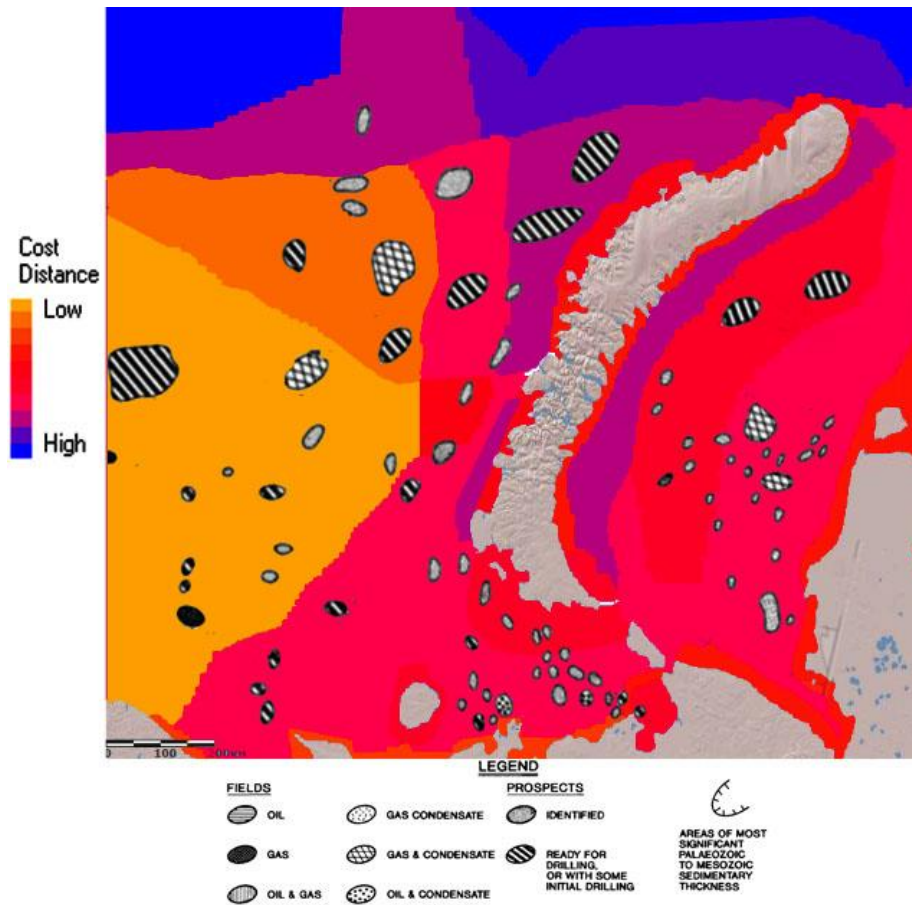 Cost
Distance
Low
High
0 100
LEGEND
FIELDS
PROSPECTS
OIL
GAS CONDENSATE
IDENTIFIED
GAS
GAS & CONDENSATE
READY FOR
DRILLING,
OR WITH SOME
INITIAL DRILLING
OIL & GAS
OIL & CONDENSATE
AREAS OF MOST
SIGNIFICANT
PALAEOZOIC
TO MESOZOIC
SEDIMENTARY
THICKNESS